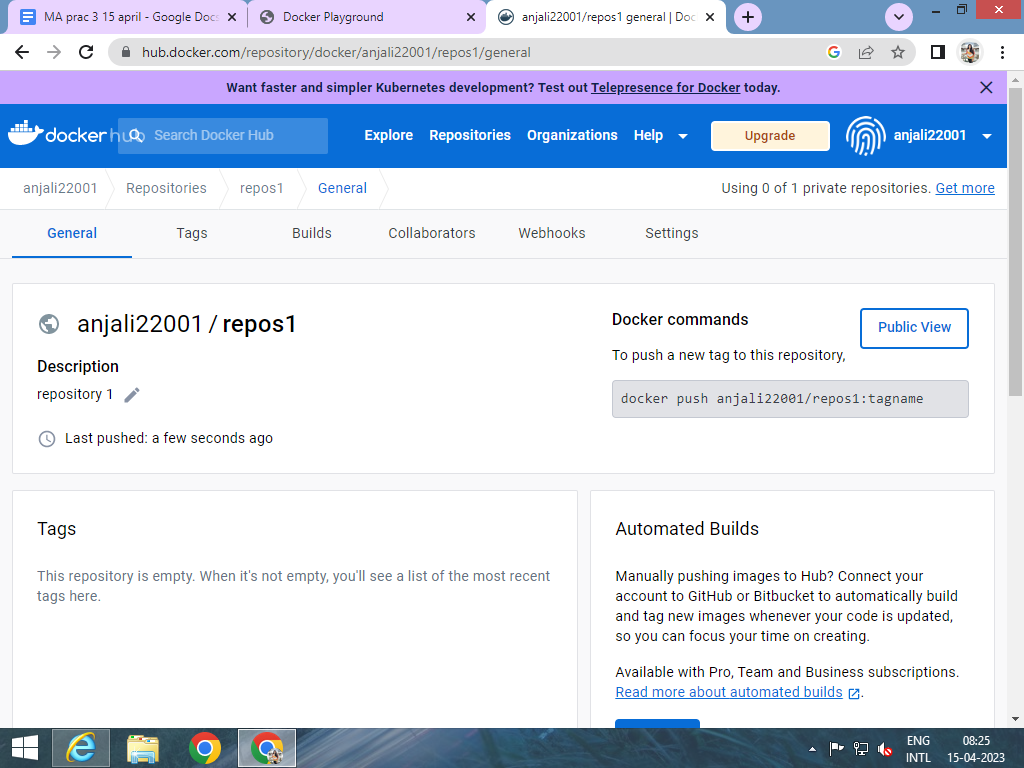 MA prac 3 15 april - Google Docs
Docker Playground
anjali22001/repos1 general | Doc
hub.docker.com/repository/docker/anjali22001/repos1/general
Want faster and simpler Kubernetes development? Test out Telepresence for Docker today.
docker hub
Search Docker Hub
Explore
Repositories
Organizations
Help
Upgrade
anjali22001
anjali22001
Repositories
repos1
General
Using 0 of 1 private repositories. Get more
General
Tags
Builds
Collaborators
Webhooks
Settings
anjali22001 / repos1
Description
repository 1
Last pushed: a few seconds ago
Docker commands
Public View
To push a new tag to this repository,
docker push anjali22001/repos1:tagname
Tags
This repository is empty. When it's not empty, you'll see a list of the most recent
tags here.
Automated Builds
Manually pushing images to Hub? Connect your
account to GitHub or Bitbucket to automatically build
and tag new images whenever your code is updated,
so you can focus your time on creating.
Available with Pro, Team and Business subscriptions.
Read more about automated builds .
ENG
INTL
08:25
15-04-2023